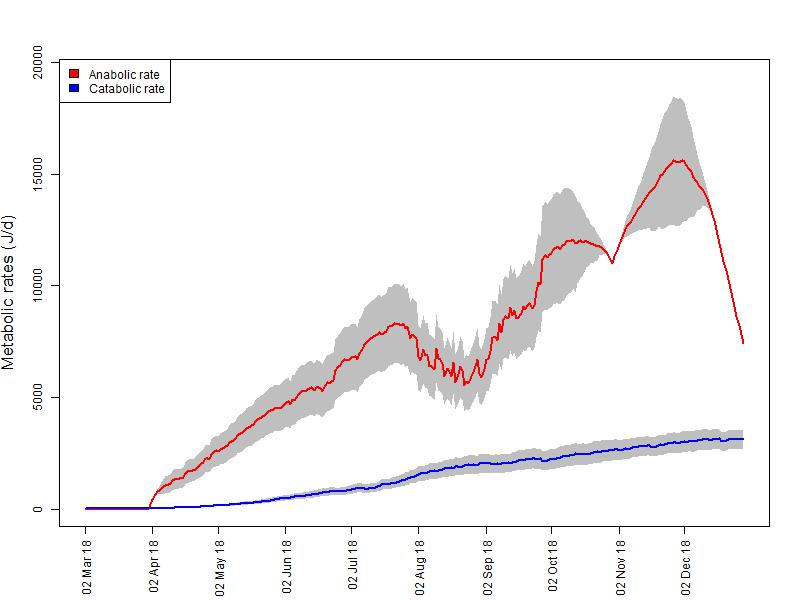 Anabolic rate
Catabolic rate
Metabolic rates (J/d)
20000
15000
10000
5000
0
02 Mar 18
02 Apr 18
02 May 18
02 Jun 18
02 Jul 18
02 Aug 18
02 Sep 18
02 Oct 18
02 Nov 18
02 Dec 18